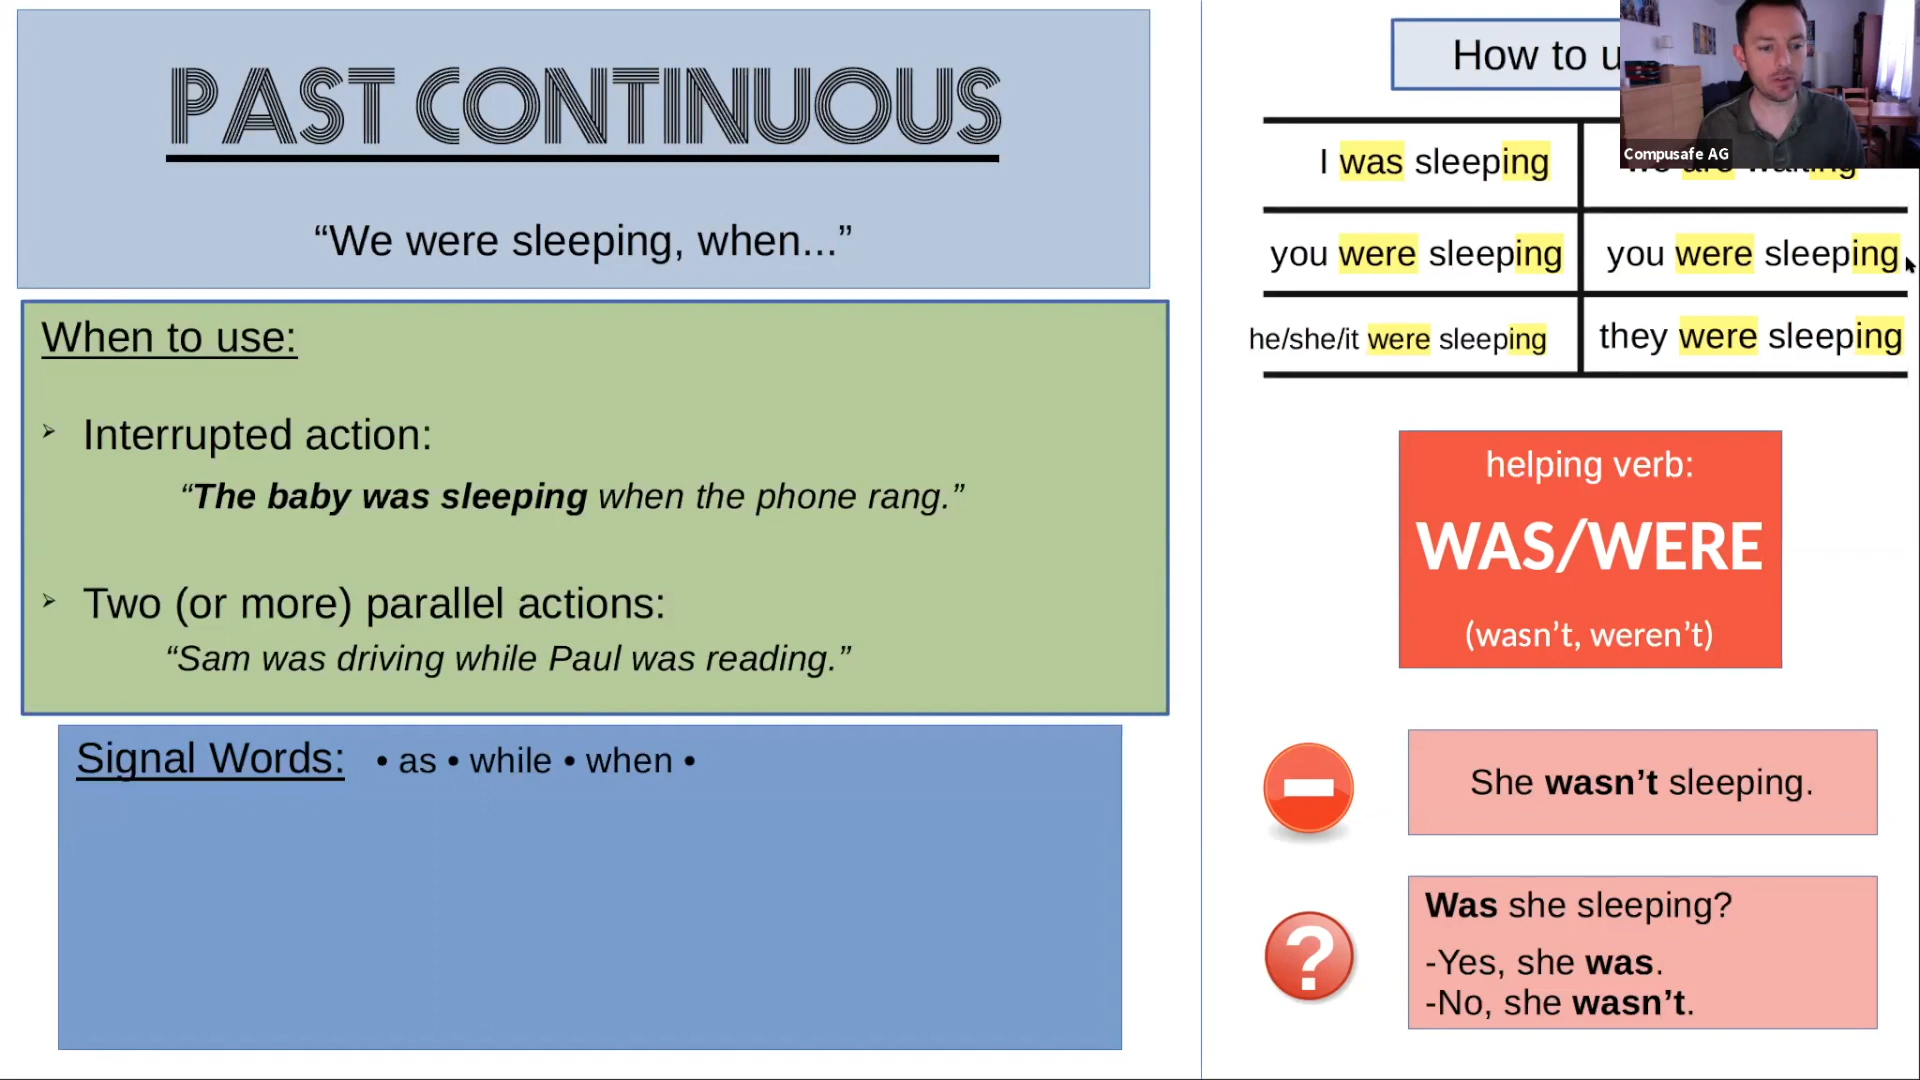 PAST CONTINUOUS
“We were sleeping, when...”
When to use:
➢ Interrupted action:
“The baby was sleeping when the phone rang.”
➢ Two (or more) parallel actions:
“Sam was driving while Paul was reading.”
Signal Words: • as • while • when •
How to u
Compusafe AG
I was sleeping
we are waiting
you were sleeping
you were sleeping
he/she/it were sleeping
they were sleeping
helping verb:
WAS/WERE
(wasn’t, weren’t)
She wasn’t sleeping.
Was she sleeping?
-Yes, she was.
-No, she wasn’t.